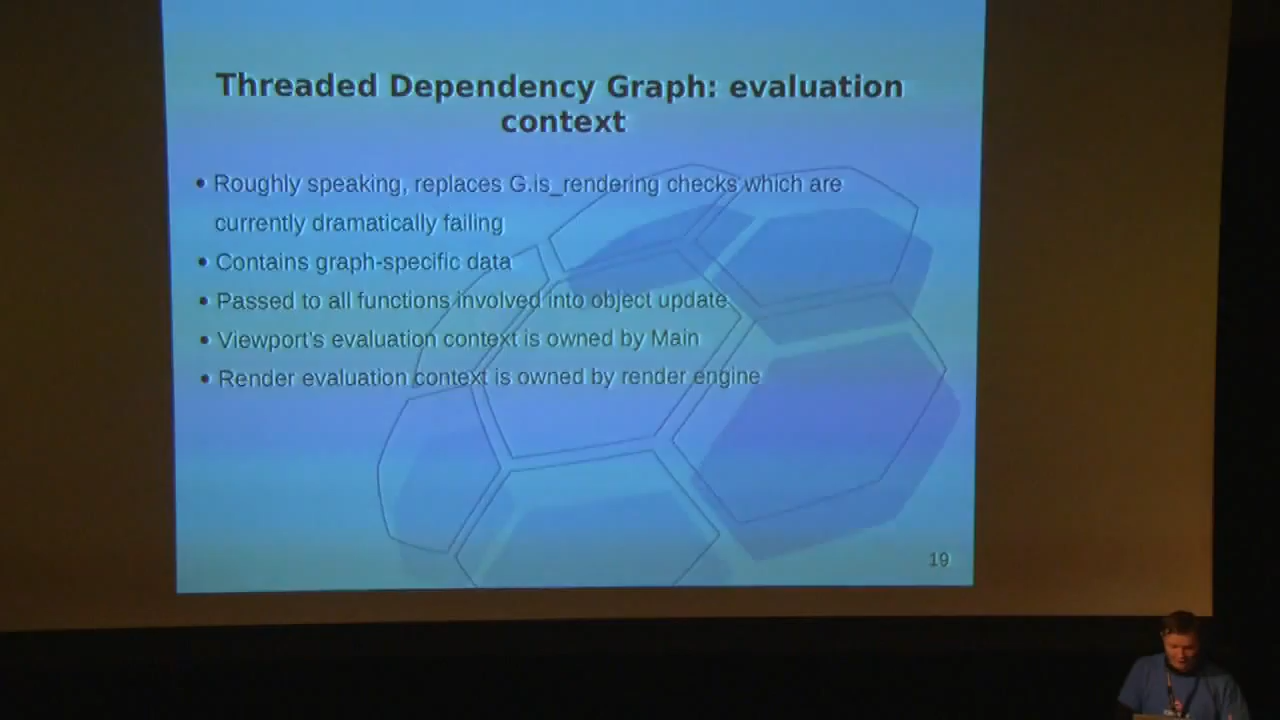 Threaded Dependency Graph: evaluation
context
• Roughly speaking, replaces G.is_rendering checks which are
currently dramatically failing
• Contains graph-specific data
• Passed to all functions involved into object update
• Viewport's evaluation context is owned by Main
• Render evaluation context is owned by render engine
19